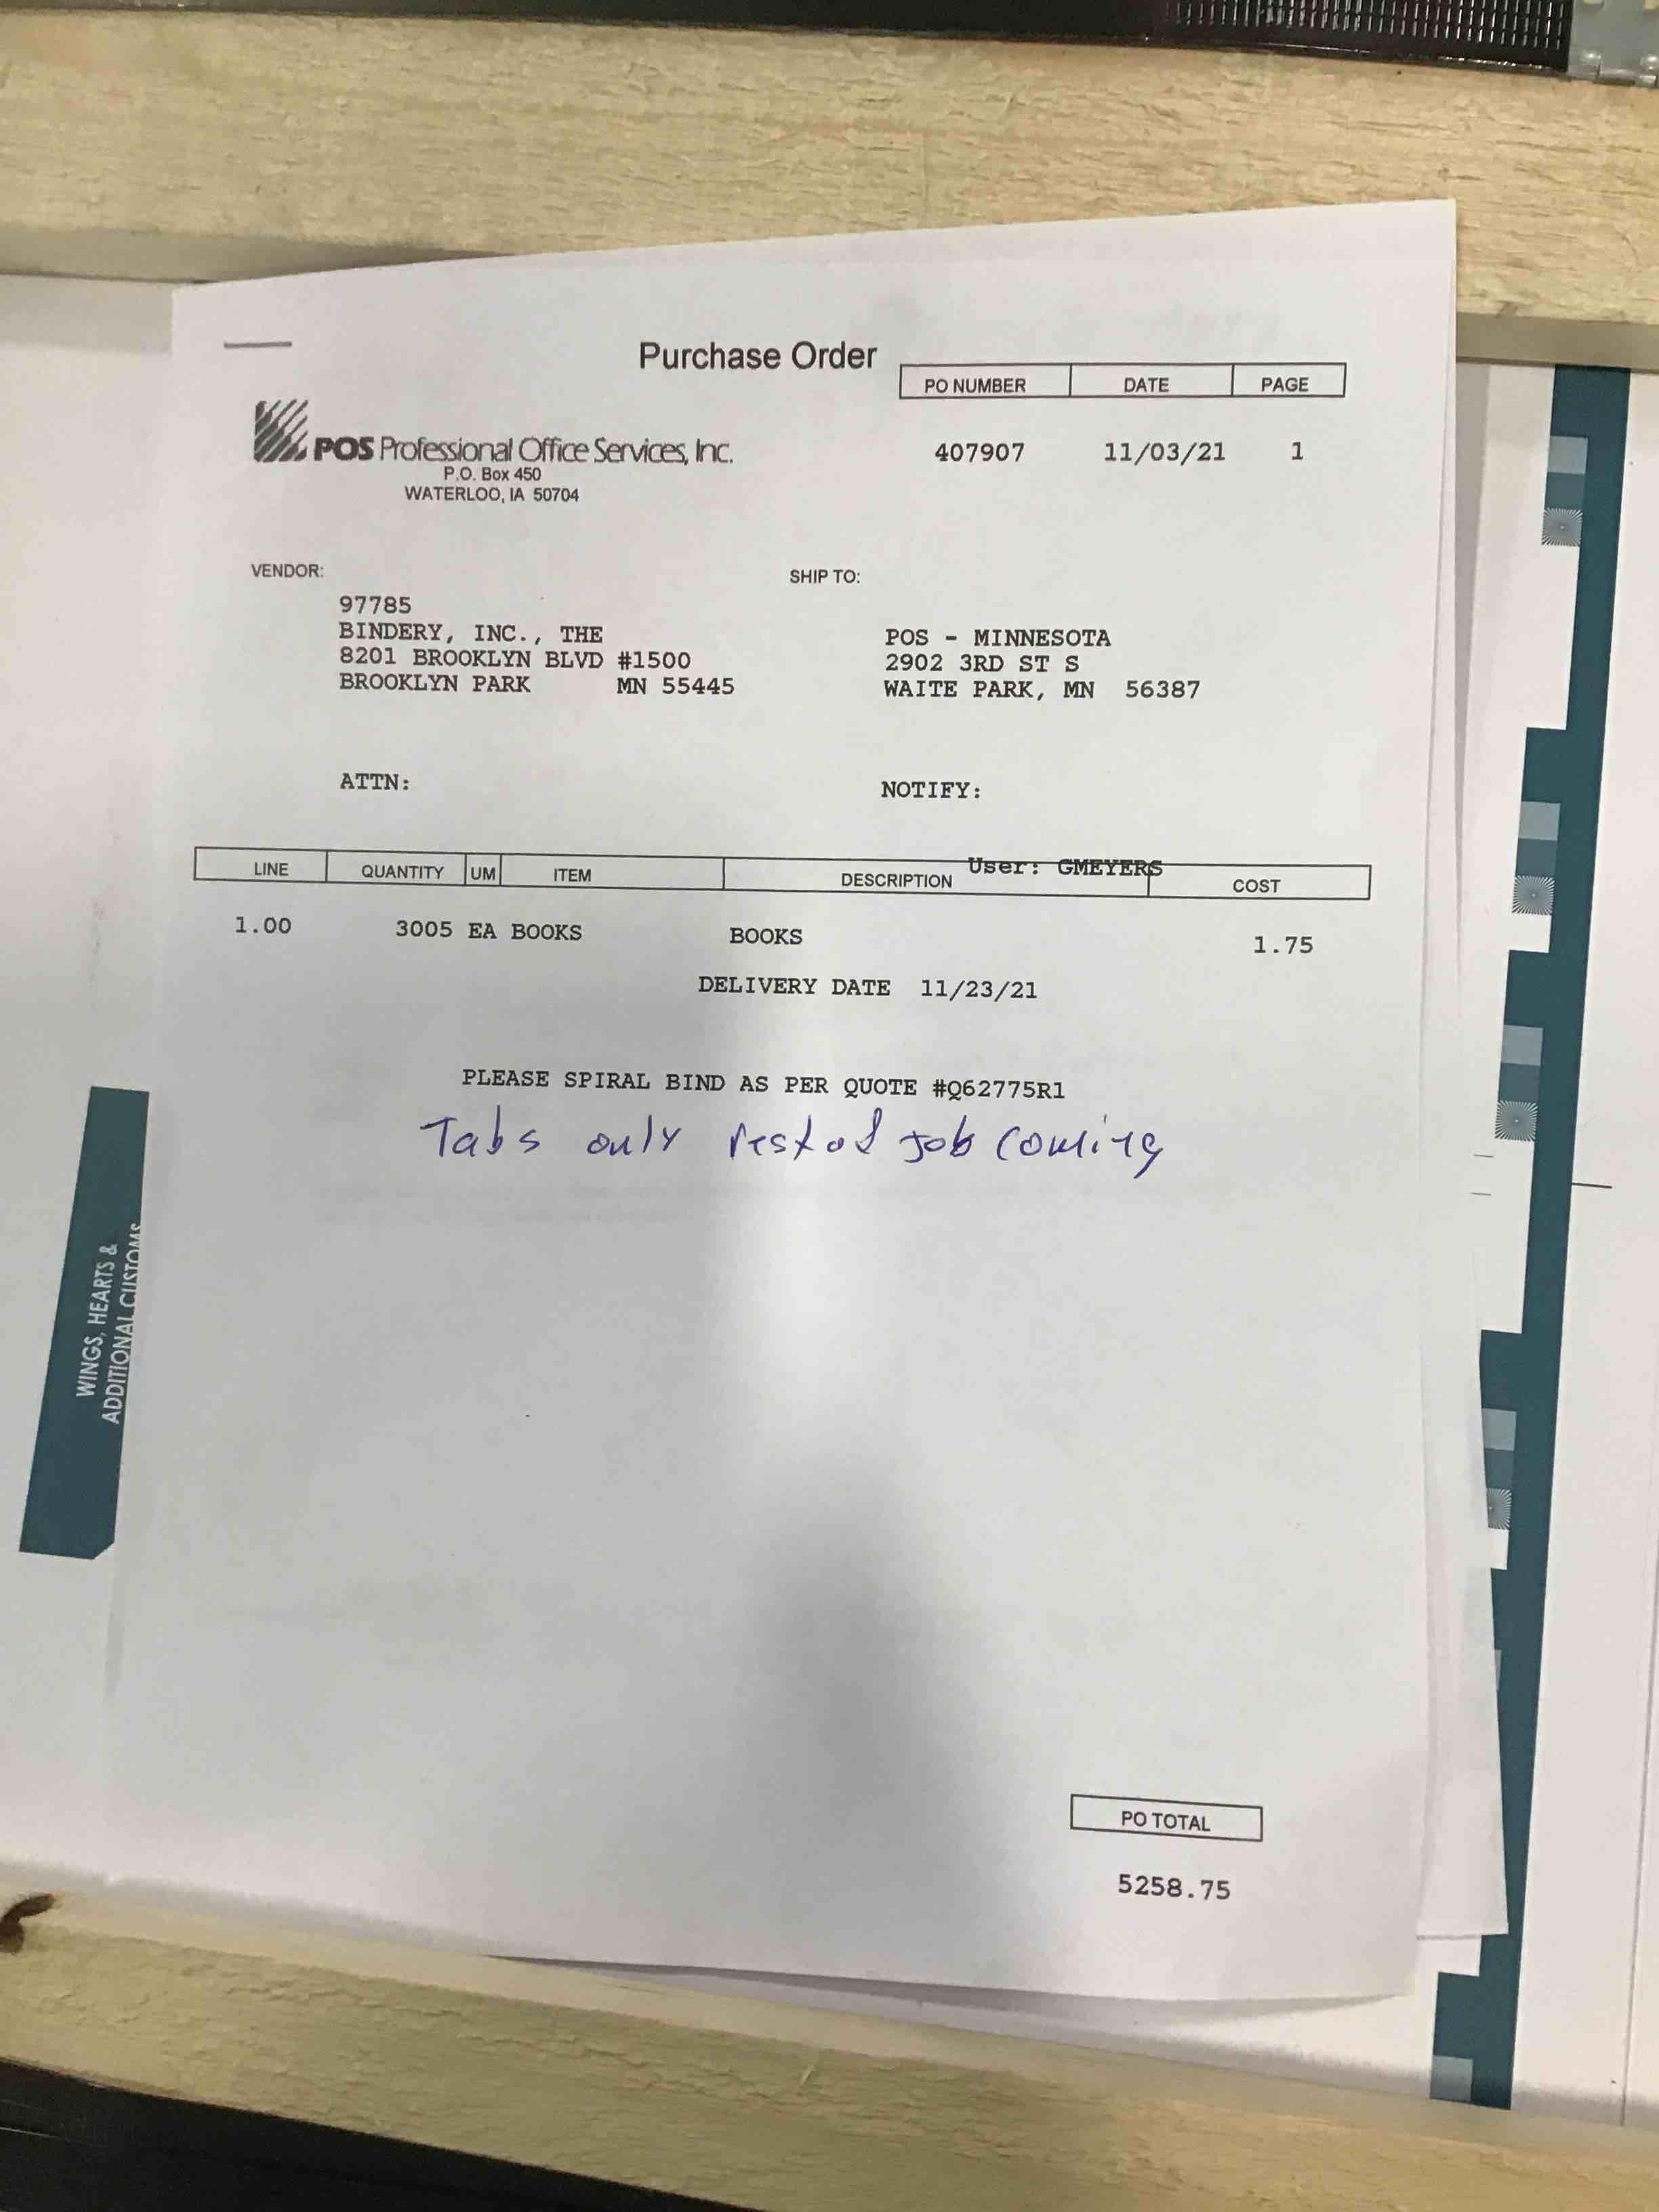 Purchase Order
PO NUMBER DATE PAGE
POS Professional Office Services, Inc.
P.O. Box 450
WATERLOO, IA 50704
407907 11/03/21 1
VENDOR:
97785
BINDERY, INC., THE
8201 BROOKLYN BLVD #1500
BROOKLYN PARK MN 55445
SHIP TO:
POS - MINNESOTA
2902 3RD ST S
WAITE PARK, MN 56387
ATTN:
NOTIFY:
User: GMEYERS
LINE QUANTITY UM ITEM DESCRIPTION COST
1.00 3005 EA BOOKS BOOKS 1.75
DELIVERY DATE 11/23/21
PLEASE SPIRAL BIND AS PER QUOTE #Q62775R1
Tabs only rest of Job coming
WINGS, HEARTS &
ADDITIONAL CUSTOMS
PO TOTAL
5258.75